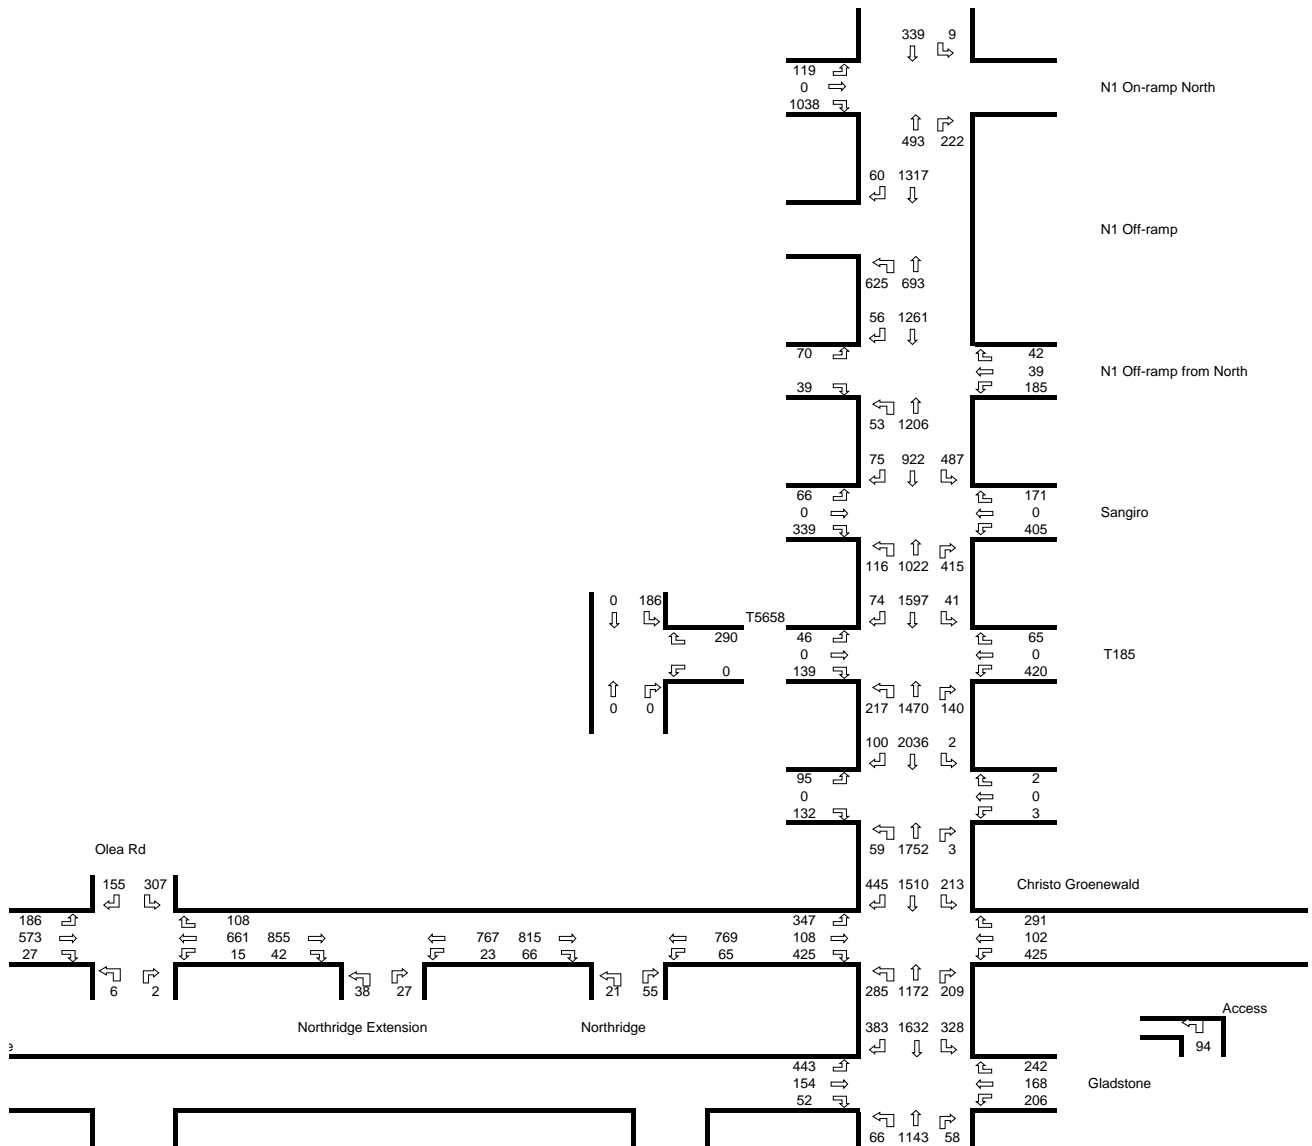 339 9
119
0
1038
N1 On-ramp North
493 222
60 1317
N1 Off-ramp
625 693
56 1261
70
42
39
N1 Off-ramp from North
39
185
53 1206
75 922 487
66
171
0
0
Sangiro
339
405
116 1022 415
0 186
T5658
74 1597 41
290
46
65
0
0
T185
0
139
420
0 0
217 1470 140
100 2036 2
95
2
0
0
132
3
59 1752 3
Olea Rd
155 307
445 1510 213
Christo Groenewald
186
108
347
291
573
661 855
767 815
769
108
102
27
15 42
23 66
65
425
425
6 2
38 27
21 55
285 1172 209
Access
Northridge Extension
Northridge
383 1632 328
94
e
443
242
154
168
Gladstone
52
206
66 1143 58